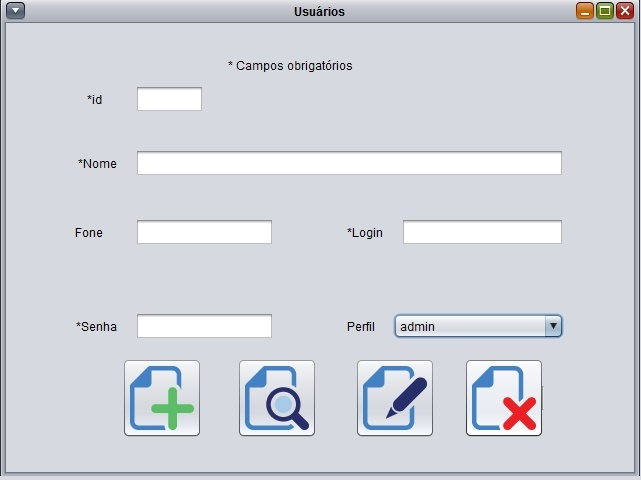 Usuários
* Campos obrigatórios
*id
*Nome
Fone
*Login
*Senha
Perfil
admin